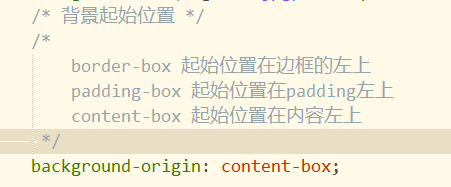 /* 背景起始位置 */
/*
border-box 起始位置在边框的左上
padding-box 起始位置在padding左上
content-box 起始位置在内容左上
*/
background-origin: content-box;